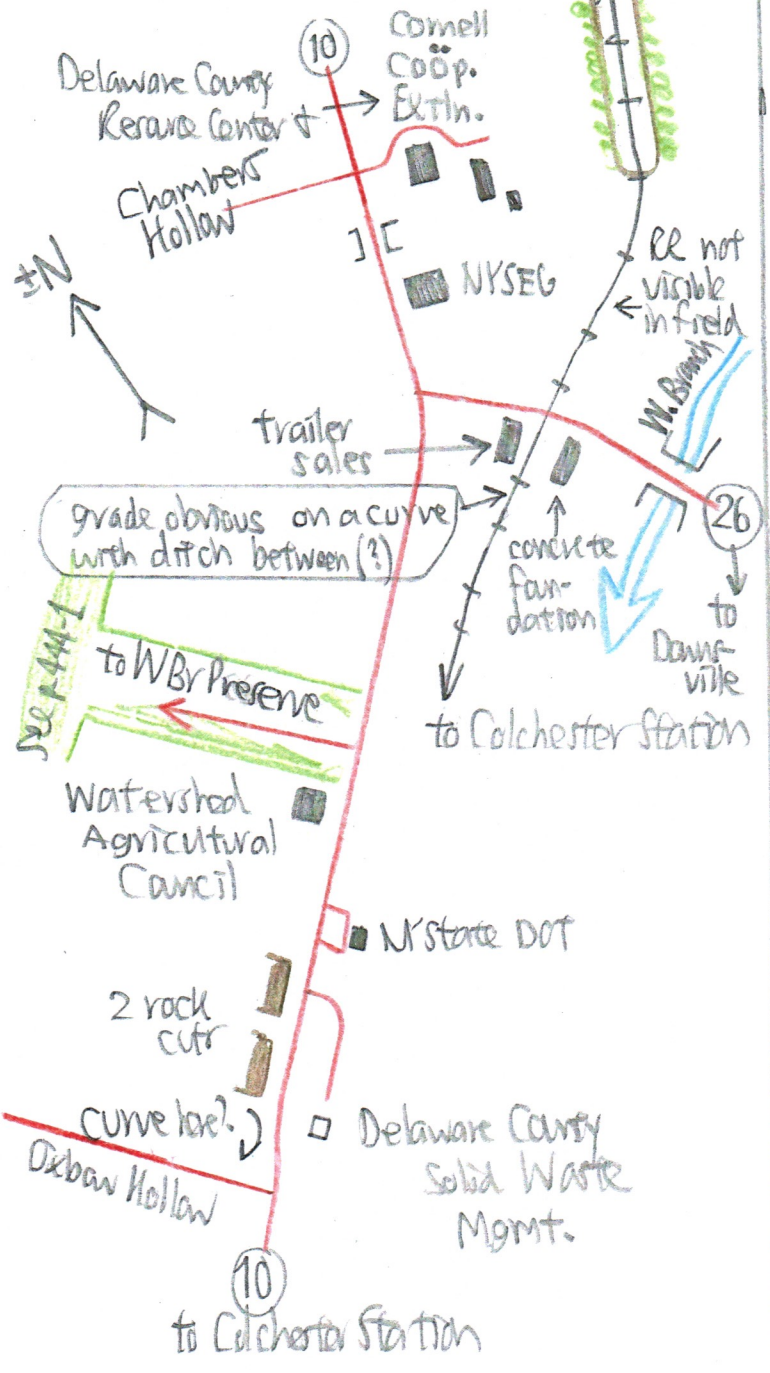 10
Cornell
Coöp.
Extn.
Delaware County
Resource Center &
Chambers
Hollow
±N
NYSEG
RR not
visible
in field
W. Branch
trailer
sales
grade obvious on a curve
with ditch between (?)
concrete
foun-
dation
26
to
Downs-
ville
to Colchester Station
see p 444-1
to W Br Preserve
Watershed
Agricultural
Council
NY State DOT
2 rock
cuts
curve here?
Delaware County
Solid Waste
Mgmt.
Oxbow Hollow
10
to Colchester Station